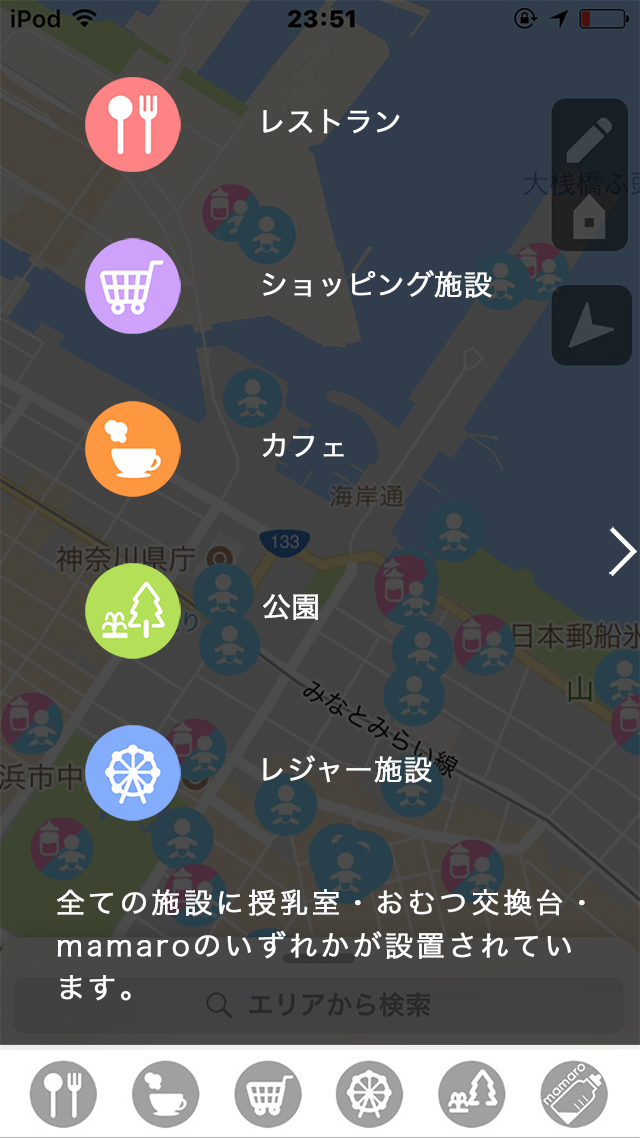 iPod 23:51
レストラン
大桟橋ふ頭
ショッピング施設
カフェ
海岸通
133
神奈川県庁
公園
り
日本郵船氷
山
みなとみらい線
レジャー施設
浜市中
全ての施設に授乳室・おむつ交換台・
mamaroのいずれかが設置されてい
ます。
エリアから検索
mamaro